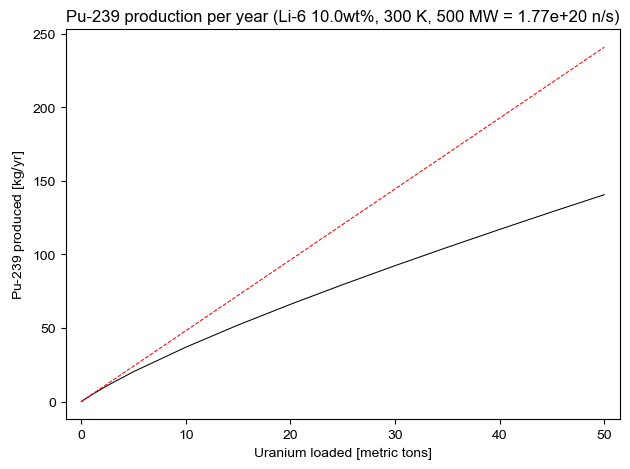 Pu-239 production per year (Li-6 10.0wt%, 300 K, 500 MW = 1.77e+20 n/s)
250
200
150
100
50
0
Pu-239 produced [kg/yr]
0 10 20 30 40 50
Uranium loaded [metric tons]